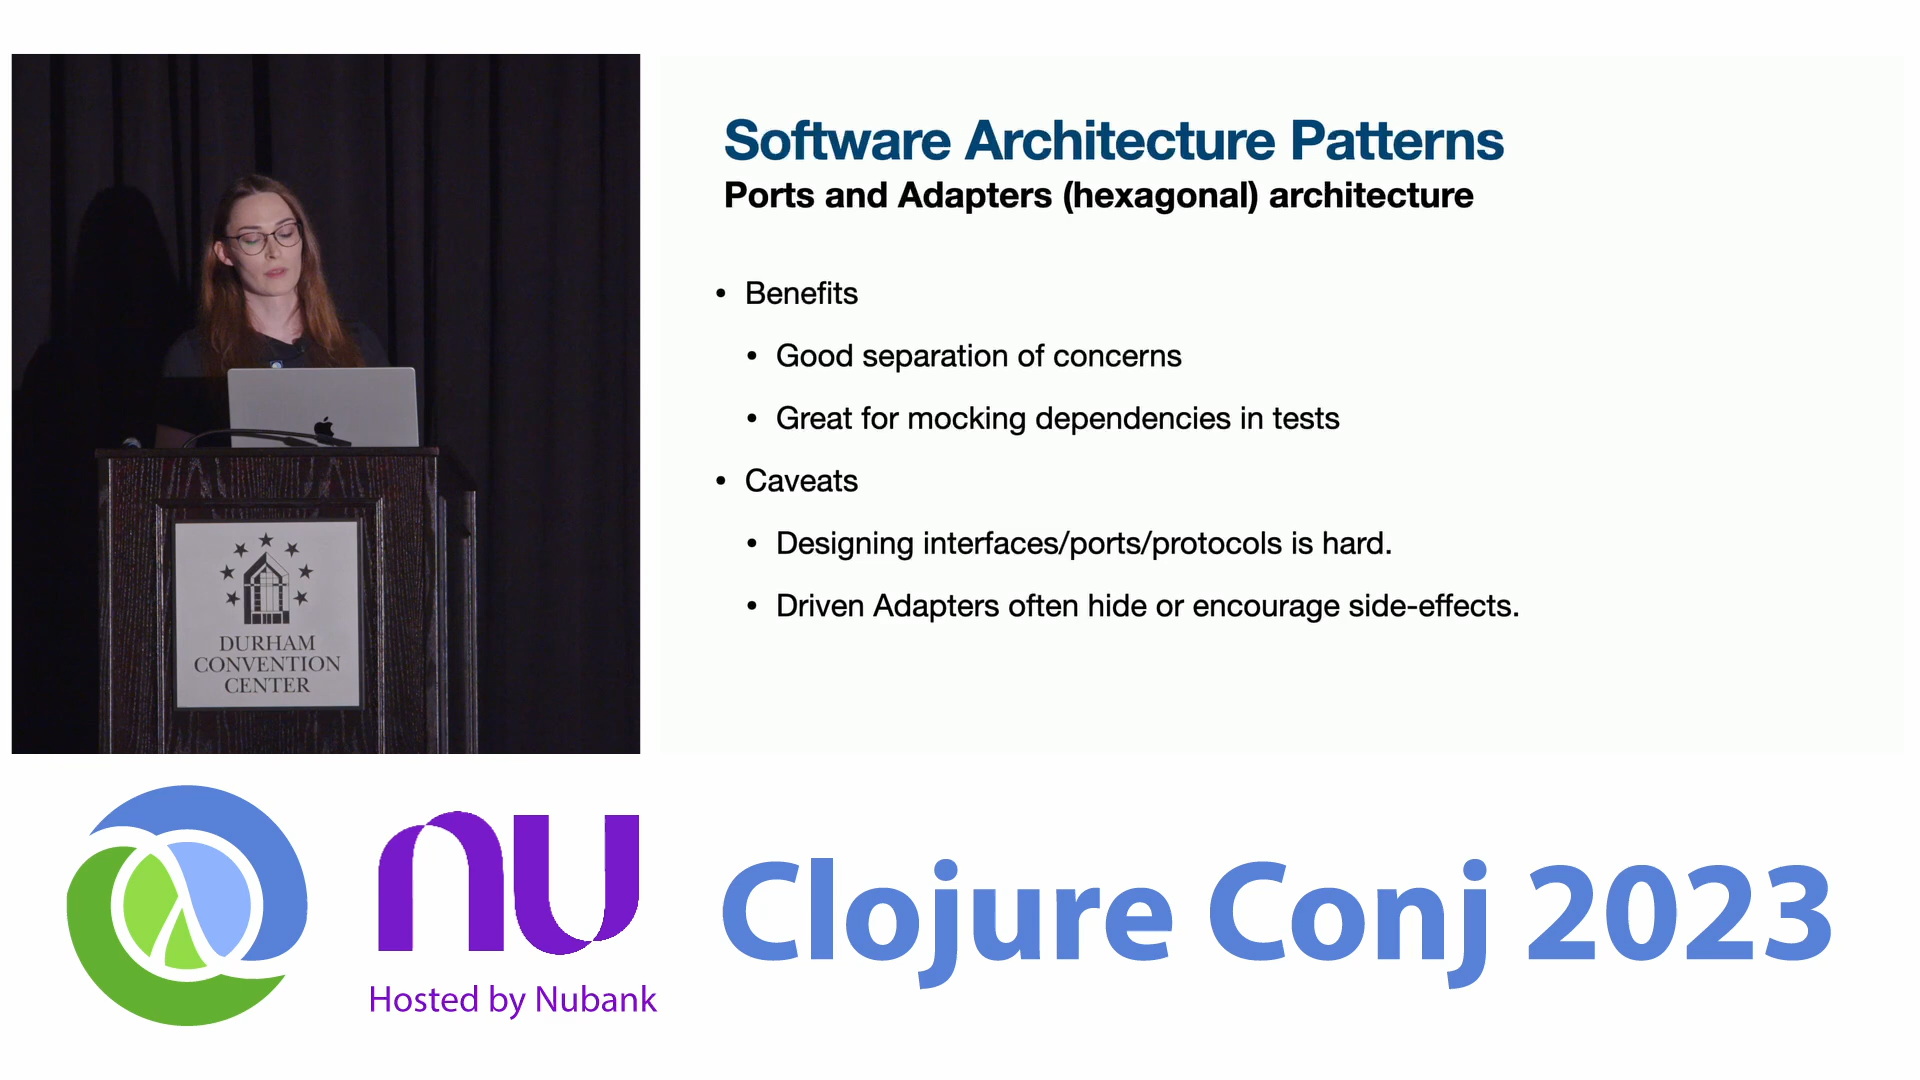 Software Architecture Patterns
Ports and Adapters (hexagonal) architecture
• Benefits
• Good separation of concerns
• Great for mocking dependencies in tests
• Caveats
• Designing interfaces/ports/protocols is hard.
• Driven Adapters often hide or encourage side-effects.
DURHAM
CONVENTION
CENTER
nu
Hosted by Nubank
Clojure Conj 2023